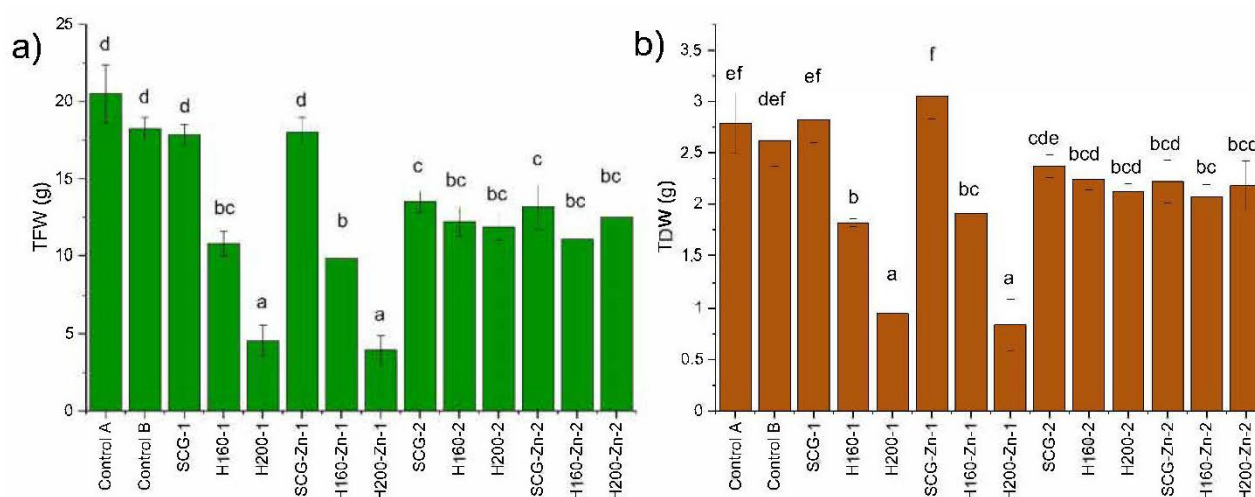 a)
TFW (g)
25
20
15
10
5
0
d
d
d
bc
a
d
b
a
c
bc
bc
c
bc
bc
Control A
Control B
SCG-1
H160-1
H200-1
SCG-Zn-1
H160-Zn-1
H200-Zn-1
SCG-2
H160-2
H200-2
SCG-Zn-2
H160-Zn-2
H200-Zn-2
b)
TDW (g)
3,5
3
2.5
2
1.5
1
0.5
0
ef
def
ef
b
a
f
bc
a
cde
bcd
bcd
bcd
bc
bcd
Control A
Control B
SCG-1
H160-1
H200-1
SCG-Zn-1
H160-Zn-1
H200-Zn-1
SCG-2
H160-2
H200-2
SCG-Zn-2
H160-Zn-2
H200-Zn-2